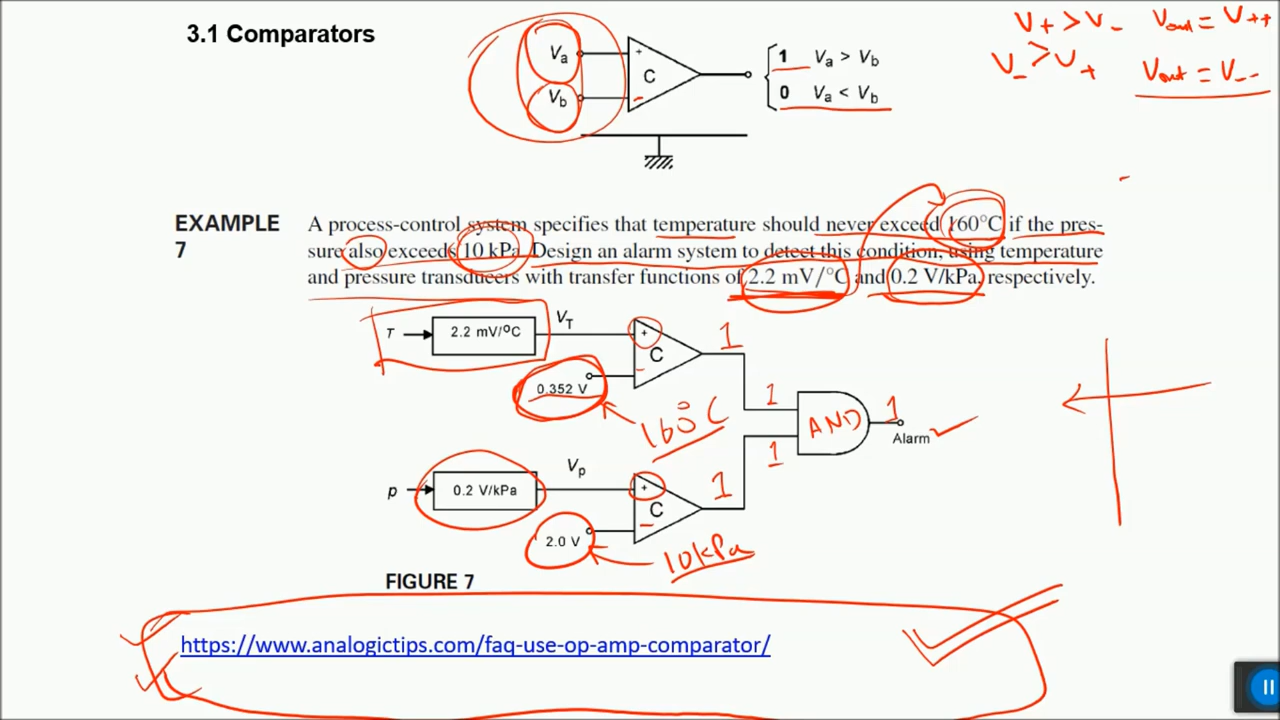 3.1 Comparators
Va
Vb
+
-
C
1 Va > Vb
0 Va < Vb
V+ > V- Vout = V++
V- > V+ Vout = V--
EXAMPLE
7
A process-control system specifies that temperature should never exceed 160°C if the pres-
sure also exceeds 10 kPa. Design an alarm system to detect this condition, using temperature
and pressure transducers with transfer functions of 2.2 mV/°C and 0.2 V/kPa, respectively.
T
2.2 mV/°C
VT
+
-
C
1
0.352 V
160°C
1
AND
1
Alarm
1
p
0.2 V/kPa
Vp
+
-
C
1
2.0 V
10kPa
FIGURE 7
https://www.analogictips.com/faq-use-op-amp-comparator/